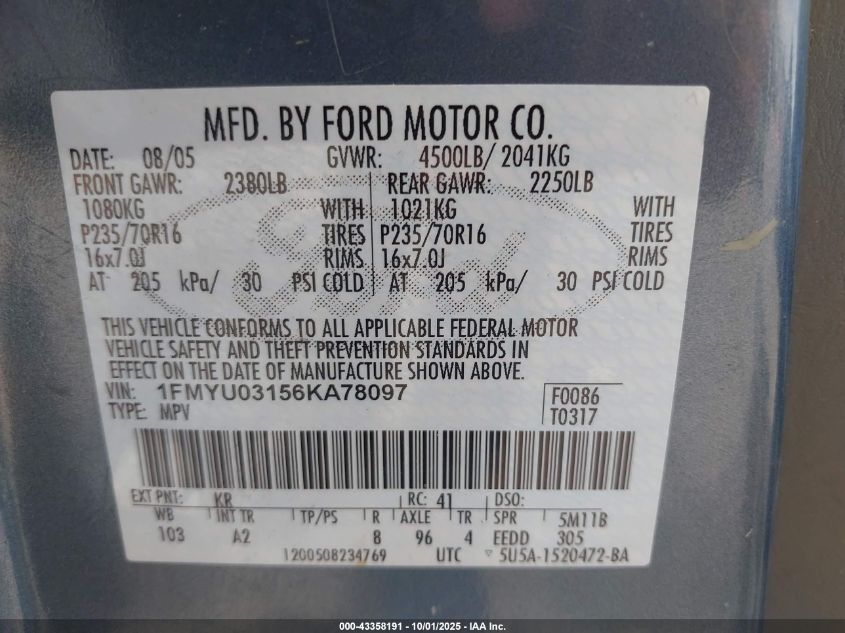 MFD. BY FORD MOTOR CO.
DATE: 08/05 GVWR: 4500LB/ 2041KG
FRONT GAWR: 2380LB REAR GAWR: 2250LB
1080KG WITH 1021KG WITH
P235/70R16 TIRES P235/70R16 TIRES
16x7.0J RIMS 16x7.0J RIMS
AT 205 kPa/ 30 PSI COLD AT 205 kPa/ 30 PSI COLD
THIS VEHICLE CONFORMS TO ALL APPLICABLE FEDERAL MOTOR
VEHICLE SAFETY AND THEFT PREVENTION STANDARDS IN
EFFECT ON THE DATE OF MANUFACTURE SHOWN ABOVE.
VIN: 1FMYU03156KA78097 F0086
TYPE: MPV T0317
EXT PNT: KR RC: 41 DSO:
WB INT TR TP/PS R AXLE TR SPR 5M11B
103 A2 8 96 4 EEDD 305
1200508234769 UTC 5U5A-1520472-BA
Ford
000-43358191 - 10/01/2025 - IAA Inc.